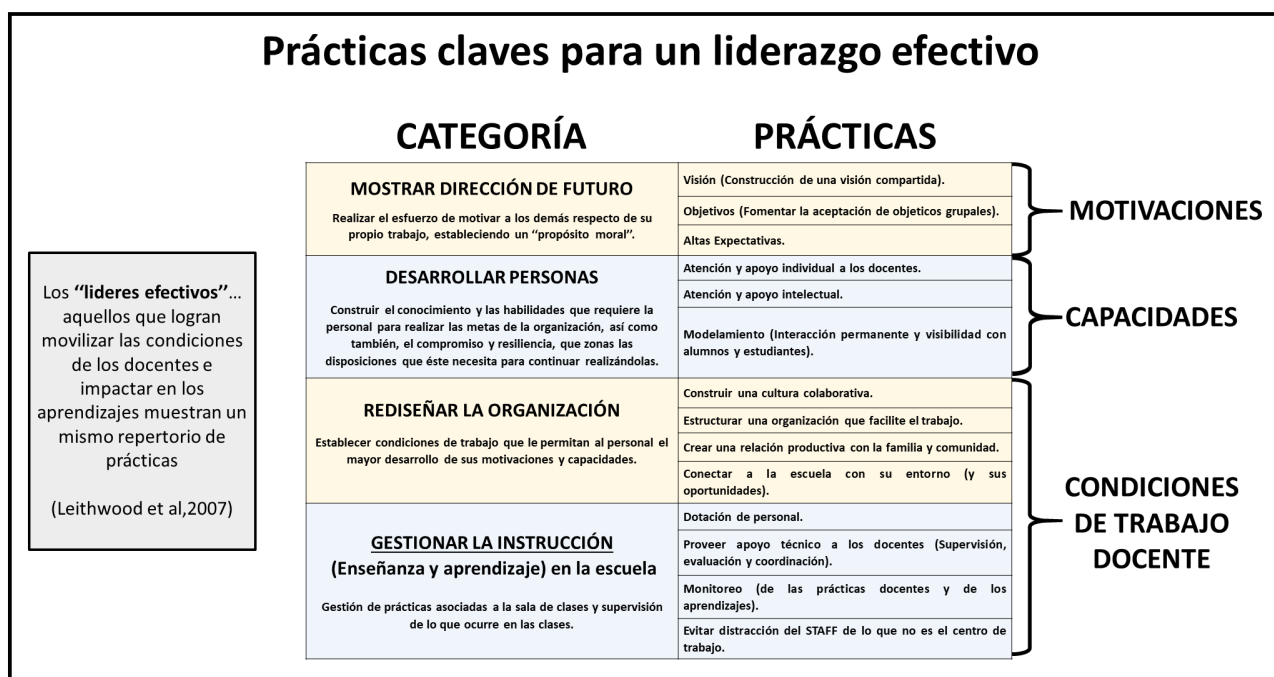 Prácticas claves para un liderazgo efectivo
CATEGORÍA
PRÁCTICAS
Los “lideres efectivos”...
aquellos que logran
movilizar las condiciones
de los docentes e
impactar en los
aprendizajes muestran un
mismo repertorio de
prácticas
(Leithwood et al,2007)
MOSTRAR DIRECCIÓN DE FUTURO
Realizar el esfuerzo de motivar a los demás respecto de su
propio trabajo, estableciendo un “propósito moral”.
Visión (Construcción de una visión compartida).
Objetivos (Fomentar la aceptación de objeticos grupales).
Altas Expectativas.
MOTIVACIONES
DESARROLLAR PERSONAS
Construir el conocimiento y las habilidades que requiere la
personal para realizar las metas de la organización, así como
también, el compromiso y resiliencia, que zonas las
disposiciones que éste necesita para continuar realizándolas.
Atención y apoyo individual a los docentes.
Atención y apoyo intelectual.
Modelamiento (Interacción permanente y visibilidad con
alumnos y estudiantes).
CAPACIDADES
REDISEÑAR LA ORGANIZACIÓN
Establecer condiciones de trabajo que le permitan al personal el
mayor desarrollo de sus motivaciones y capacidades.
Construir una cultura colaborativa.
Estructurar una organización que facilite el trabajo.
Crear una relación productiva con la familia y comunidad.
Conectar a la escuela con su entorno (y sus
oportunidades).
GESTIONAR LA INSTRUCCIÓN
(Enseñanza y aprendizaje) en la escuela
Gestión de prácticas asociadas a la sala de clases y supervisión
de lo que ocurre en las clases.
Dotación de personal.
Proveer apoyo técnico a los docentes (Supervisión,
evaluación y coordinación).
Monitoreo (de las prácticas docentes y de los
aprendizajes).
Evitar distracción del STAFF de lo que no es el centro de
trabajo.
CONDICIONES
DE TRABAJO
DOCENTE